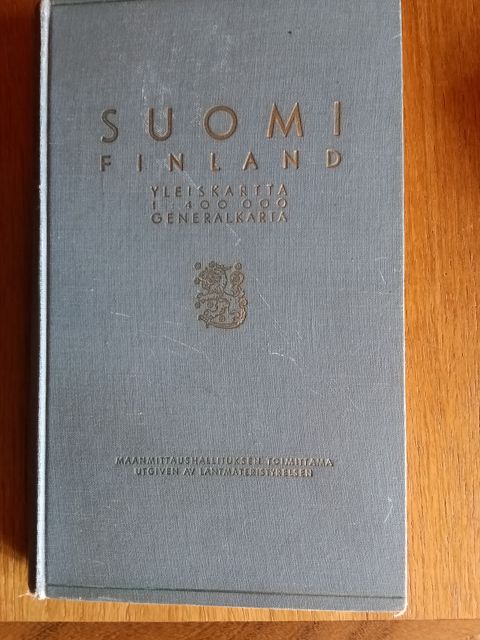 SUOMI
FINLAND
YLEISKARTTA
1 400 000
GENERALKARTA
MAANMITTAUSHALLITUKSEN TOIMITTAMA
UTGIVEN AV LANTMÄTERISTYRELSEN